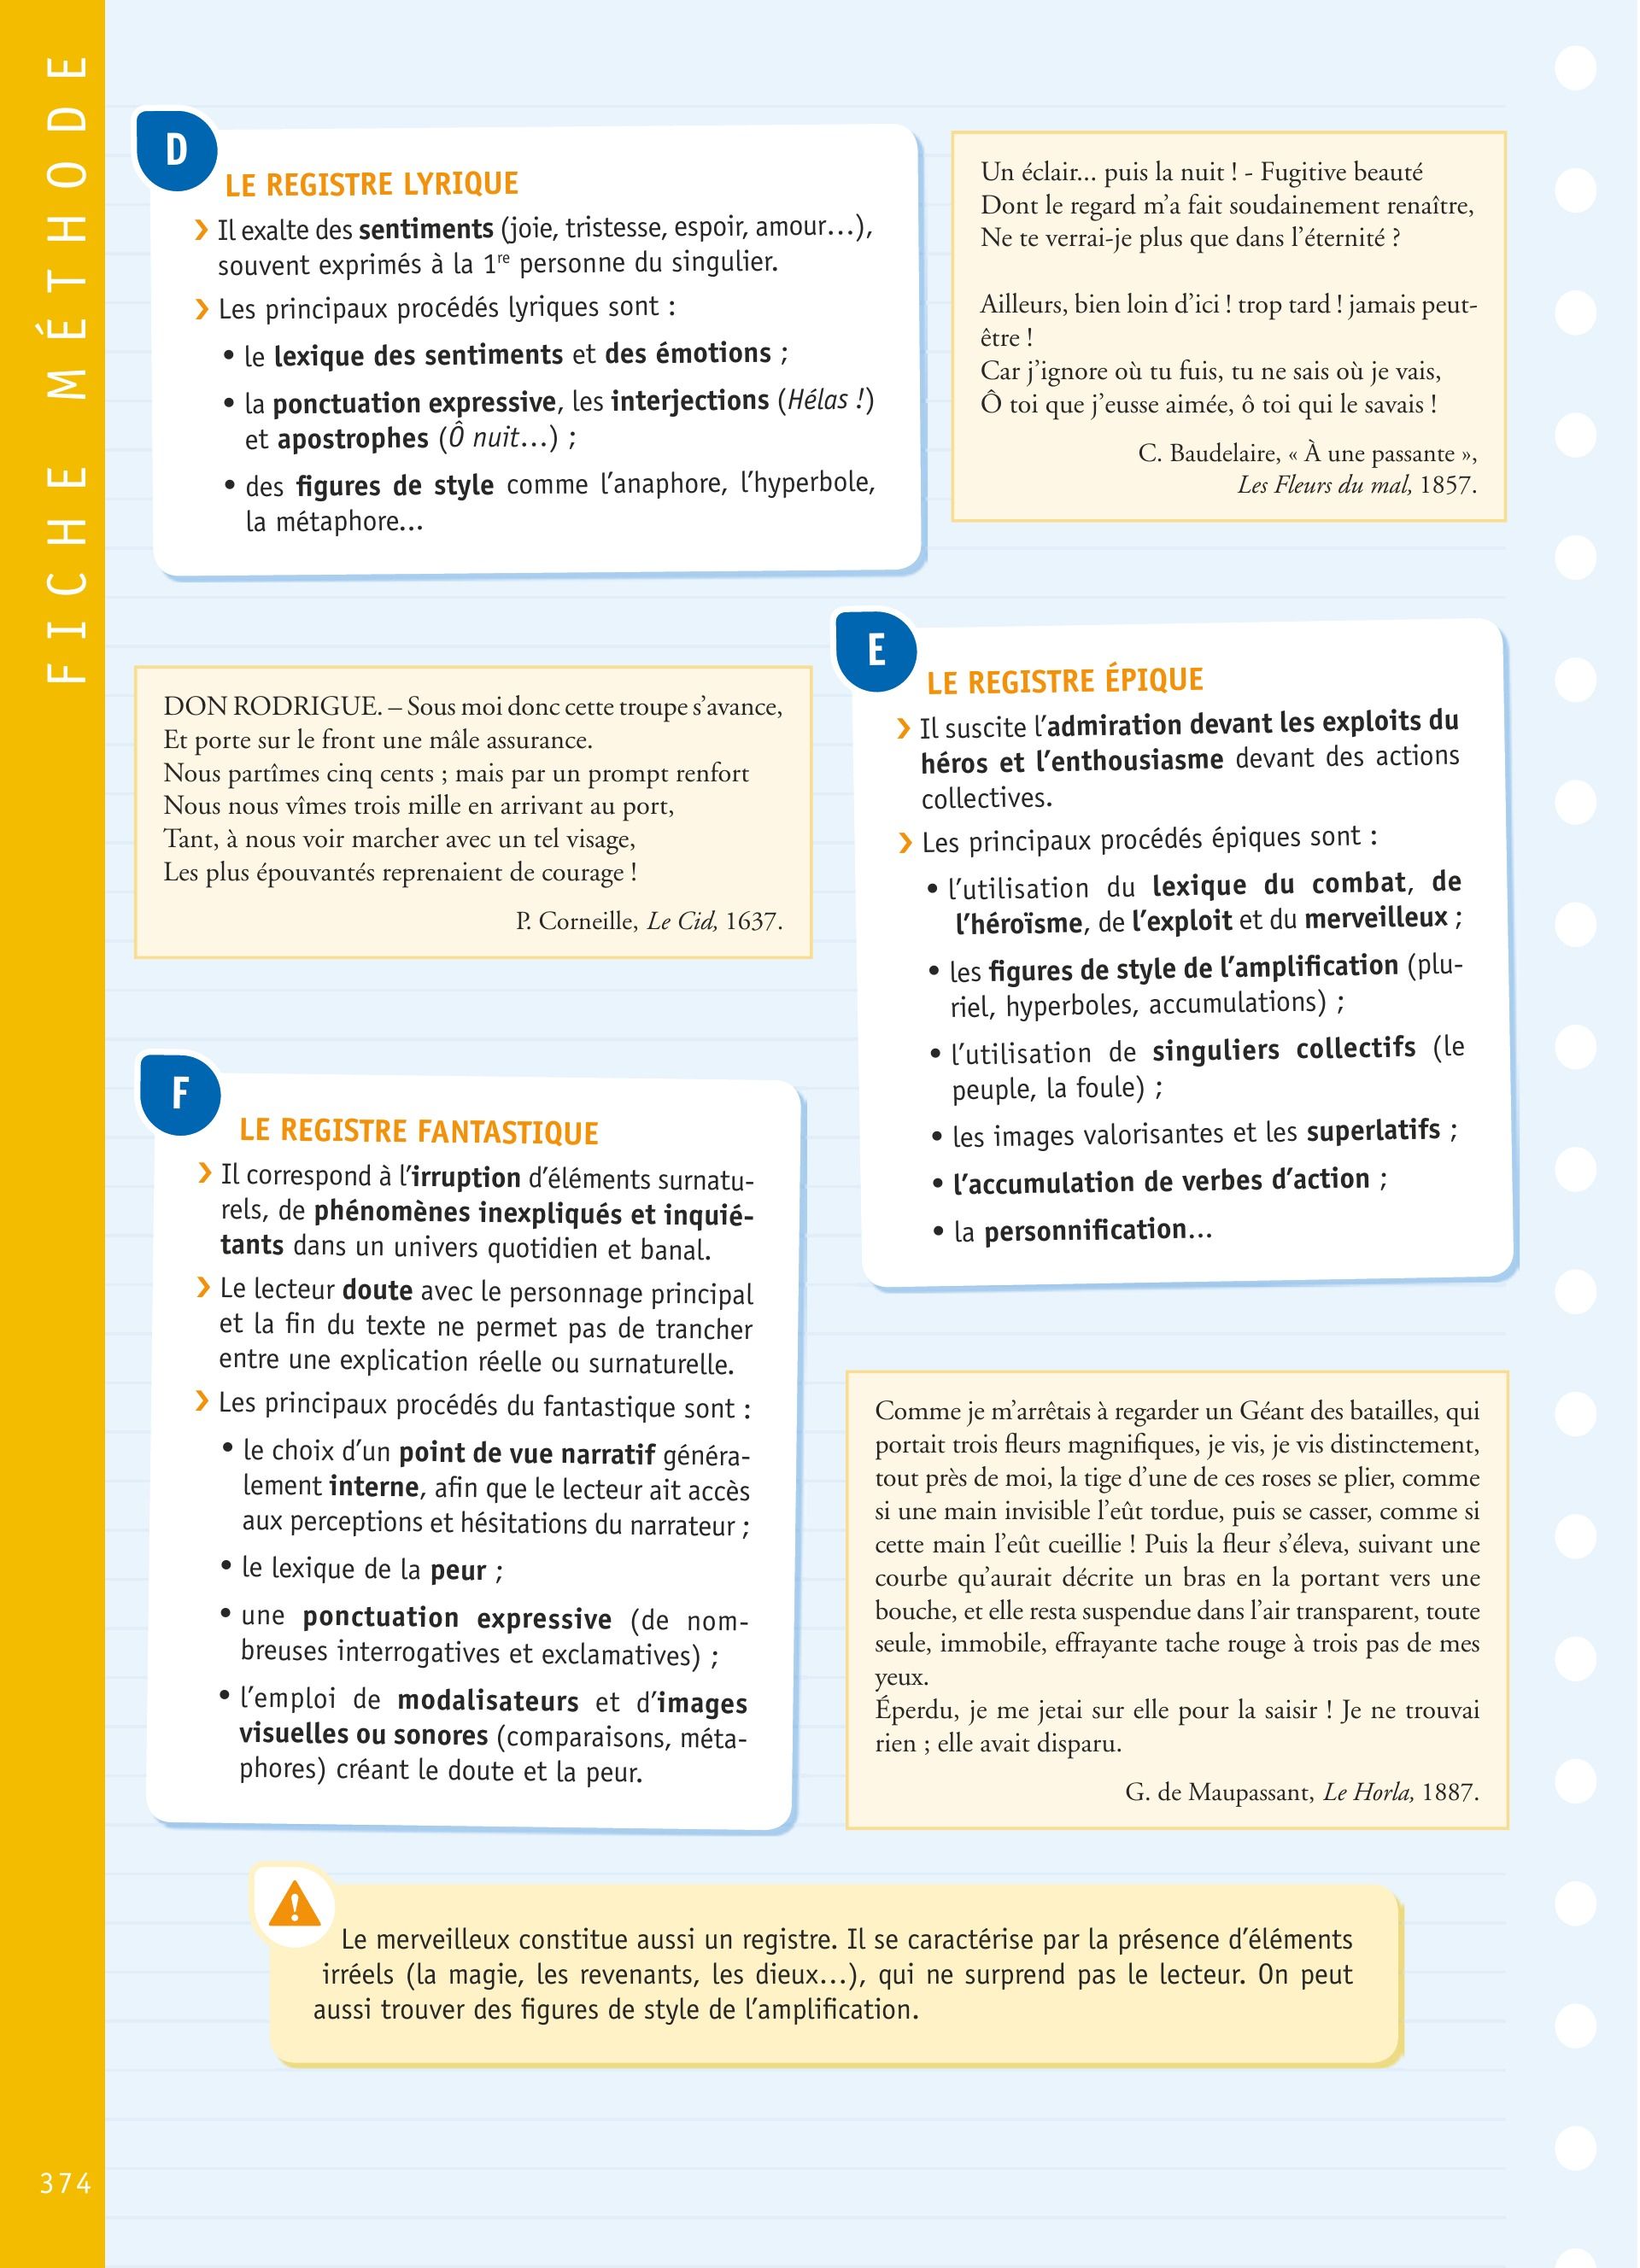 FICHE MÉTHODE
D
LE REGISTRE LYRIQUE
› Il exalte des sentiments (joie, tristesse, espoir, amour…),
souvent exprimés à la 1re personne du singulier.
› Les principaux procédés lyriques sont :
• le lexique des sentiments et des émotions ;
• la ponctuation expressive, les interjections (Hélas !)
et apostrophes (Ô nuit…) ;
• des figures de style comme l’anaphore, l’hyperbole,
la métaphore…
Un éclair... puis la nuit ! - Fugitive beauté
Dont le regard m’a fait soudainement renaître,
Ne te verrai-je plus que dans l’éternité ?
Ailleurs, bien loin d’ici ! trop tard ! jamais peut-
être !
Car j’ignore où tu fuis, tu ne sais où je vais,
Ô toi que j’eusse aimée, ô toi qui le savais !
C. Baudelaire, « À une passante »,
Les Fleurs du mal, 1857.
DON RODRIGUE. – Sous moi donc cette troupe s’avance,
Et porte sur le front une mâle assurance.
Nous partîmes cinq cents ; mais par un prompt renfort
Nous nous vîmes trois mille en arrivant au port,
Tant, à nous voir marcher avec un tel visage,
Les plus épouvantés reprenaient de courage !
P. Corneille, Le Cid, 1637.
E
LE REGISTRE ÉPIQUE
› Il suscite l’admiration devant les exploits du
héros et l’enthousiasme devant des actions
collectives.
› Les principaux procédés épiques sont :
• l’utilisation du lexique du combat, de
l’héroïsme, de l’exploit et du merveilleux ;
• les figures de style de l’amplification (plu-
riel, hyperboles, accumulations) ;
• l’utilisation de singuliers collectifs (le
peuple, la foule) ;
• les images valorisantes et les superlatifs ;
• l’accumulation de verbes d’action ;
• la personnification…
F
LE REGISTRE FANTASTIQUE
› Il correspond à l’irruption d’éléments surnatu-
rels, de phénomènes inexpliqués et inquié-
tants dans un univers quotidien et banal.
› Le lecteur doute avec le personnage principal
et la fin du texte ne permet pas de trancher
entre une explication réelle ou surnaturelle.
› Les principaux procédés du fantastique sont :
• le choix d’un point de vue narratif généra-
lement interne, afin que le lecteur ait accès
aux perceptions et hésitations du narrateur ;
• le lexique de la peur ;
• une ponctuation expressive (de nom-
breuses interrogatives et exclamatives) ;
• l’emploi de modalisateurs et d’images
visuelles ou sonores (comparaisons, méta-
phores) créant le doute et la peur.
Comme je m’arrêtais à regarder un Géant des batailles, qui
portait trois fleurs magnifiques, je vis, je vis distinctement,
tout près de moi, la tige d’une de ces roses se plier, comme
si une main invisible l’eût tordue, puis se casser, comme si
cette main l’eût cueillie ! Puis la fleur s’éleva, suivant une
courbe qu’aurait décrite un bras en la portant vers une
bouche, et elle resta suspendue dans l’air transparent, toute
seule, immobile, effrayante tache rouge à trois pas de mes
yeux.
Éperdu, je me jetai sur elle pour la saisir ! Je ne trouvai
rien ; elle avait disparu.
G. de Maupassant, Le Horla, 1887.
!
Le merveilleux constitue aussi un registre. Il se caractérise par la présence d’éléments
irréels (la magie, les revenants, les dieux…), qui ne surprend pas le lecteur. On peut
aussi trouver des figures de style de l’amplification.
374